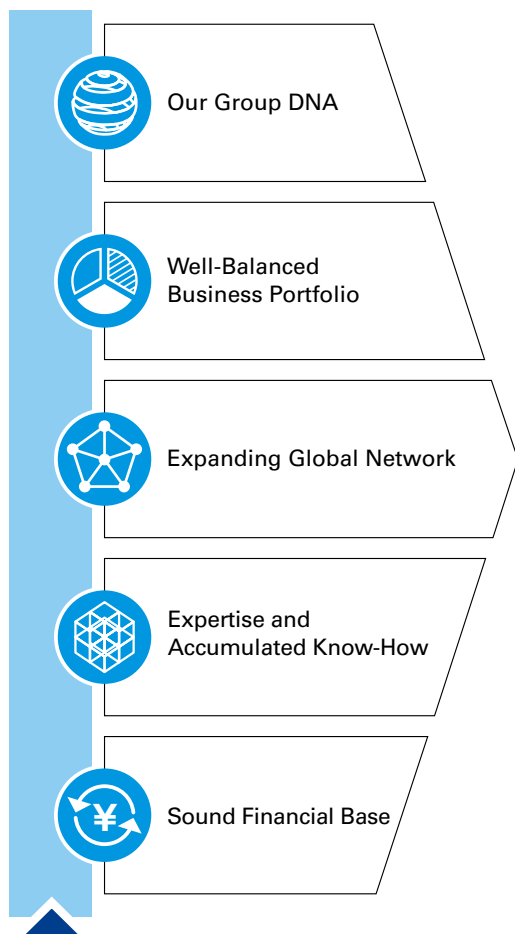 Our Group DNA
Well-Balanced
Business Portfolio
Expanding Global Network
Expertise and
Accumulated Know-How
¥
Sound Financial Base